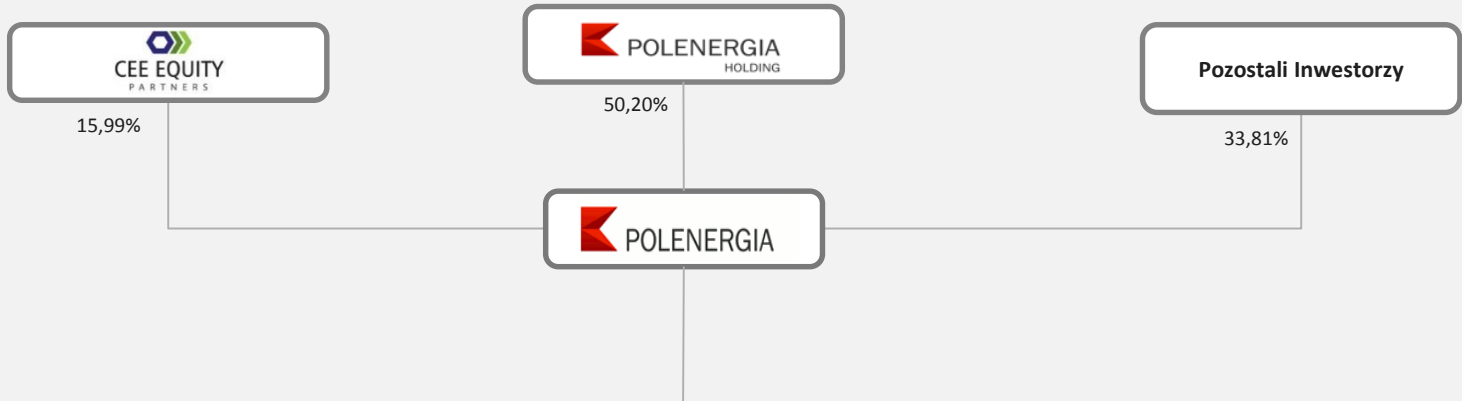 CEE EQUITY
PARTNERS
15,99%
POLENERGIA
HOLDING
50,20%
Pozostali Inwestorzy
33,81%
POLENERGIA